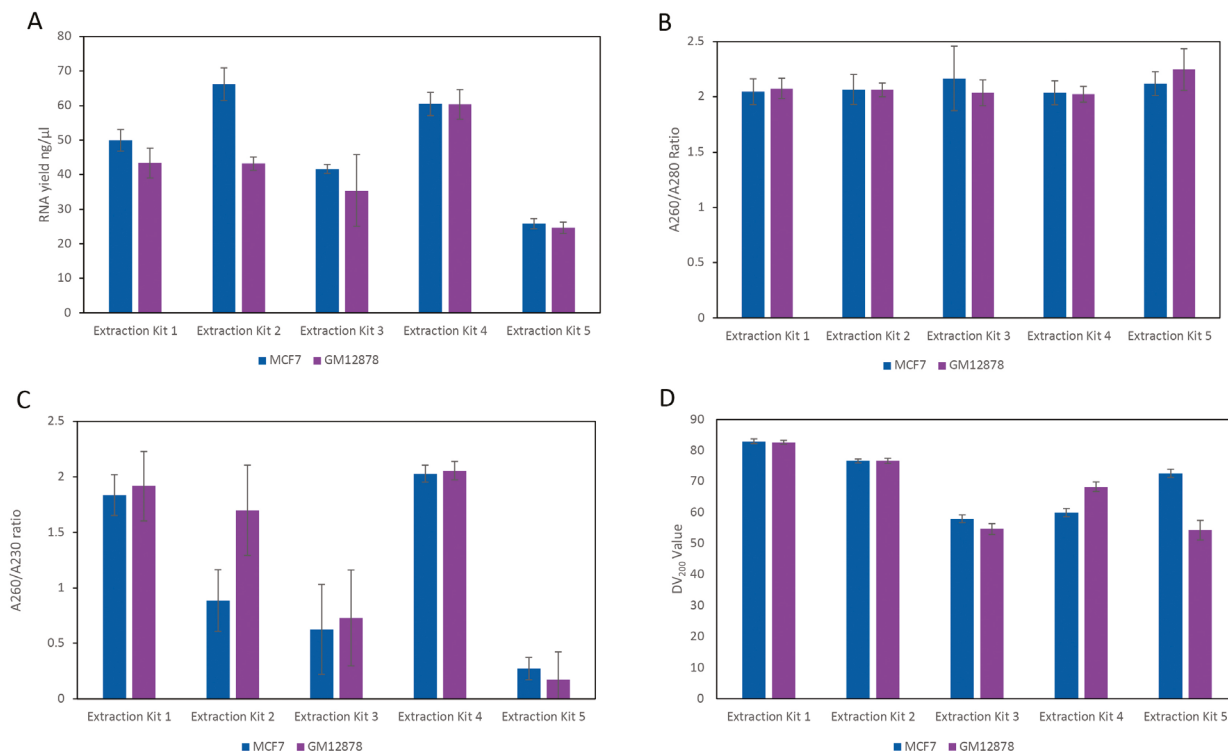 A
RNA yield ng/µl
80
70
60
50
40
30
20
10
0
Extraction Kit 1 Extraction Kit 2 Extraction Kit 3 Extraction Kit 4 Extraction Kit 5
MCF7 GM12878
B
A260/A280 Ratio
2.5
2
1.5
1
0.5
0
Extraction Kit 1 Extraction Kit 2 Extraction Kit 3 Extraction Kit 4 Extraction Kit 5
MCF7 GM12878
C
A260/A230 ratio
2.5
2
1.5
1
0.5
0
Extraction Kit 1 Extraction Kit 2 Extraction Kit 3 Extraction Kit 4 Extraction Kit 5
MCF7 GM12878
D
DV₂₀₀ Value
90
80
70
60
50
40
30
20
10
0
Extraction Kit 1 Extraction Kit 2 Extraction Kit 3 Extraction Kit 4 Extraction Kit 5
MCF7 GM12878